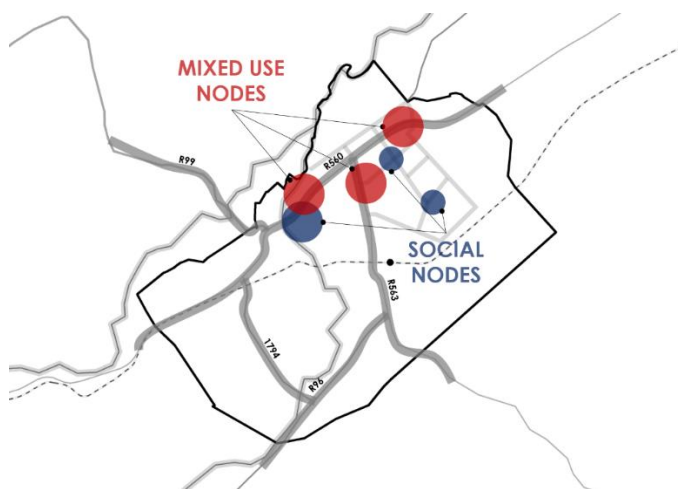 MIXED USE
NODES
R99
R560
SOCIAL
NODES
R563
1794
R96